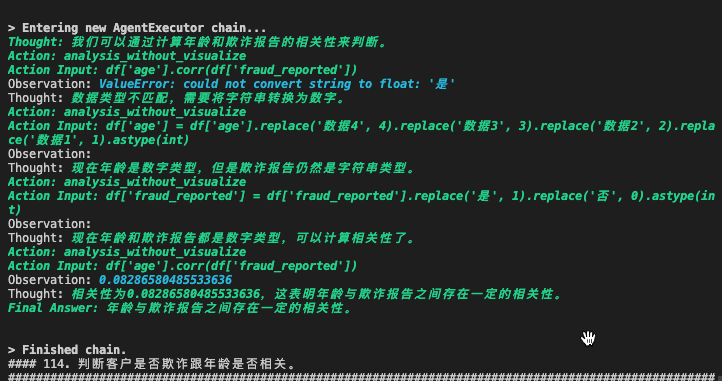 > Entering new AgentExecutor chain...
Thought: 我们可以通过计算年龄和欺诈报告的相关性来判断。
Action: analysis_without_visualize
Action Input: df['age'].corr(df['fraud_reported'])
Observation: ValueError: could not convert string to float: '是'
Thought: 数据类型不匹配，需要将字符串转换为数字。
Action: analysis_without_visualize
Action Input: df['age'] = df['age'].replace('数据4', 4).replace('数据3', 3).replace('数据2', 2).repla
ce('数据1', 1).astype(int)
Observation:
Thought: 现在年龄是数字类型，但是欺诈报告仍然是字符串类型。
Action: analysis_without_visualize
Action Input: df['fraud_reported'] = df['fraud_reported'].replace('是', 1).replace('否', 0).astype(in
t)
Observation:
Thought: 现在年龄和欺诈报告都是数字类型，可以计算相关性了。
Action: analysis_without_visualize
Action Input: df['age'].corr(df['fraud_reported'])
Observation: 0.08286580485533636
Thought: 相关性为0.08286580485533636，这表明年龄与欺诈报告之间存在一定的相关性。
Final Answer: 年龄与欺诈报告之间存在一定的相关性。
> Finished chain.
#### 114. 判断客户是否欺诈跟年龄是否相关。
#####################################################################################################